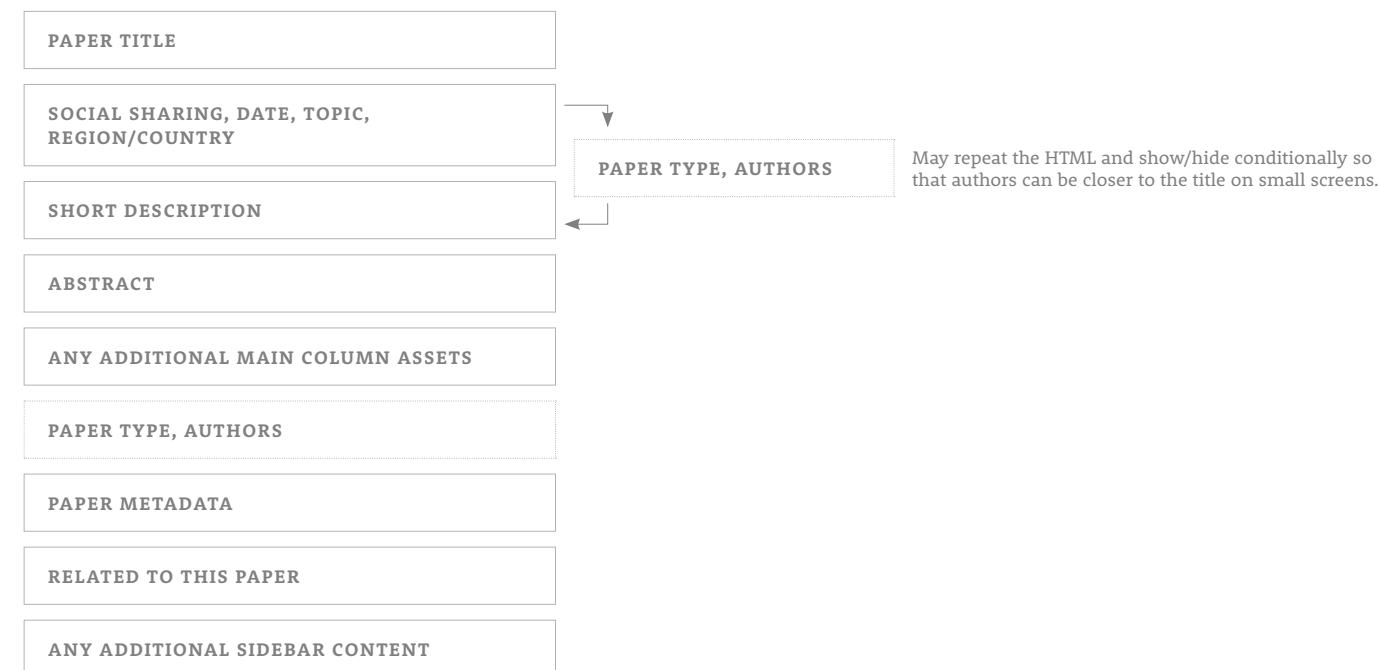 PAPER TITLE
SOCIAL SHARING, DATE, TOPIC,
REGION/COUNTRY
PAPER TYPE, AUTHORS
May repeat the HTML and show/hide conditionally so
that authors can be closer to the title on small screens.
SHORT DESCRIPTION
ABSTRACT
ANY ADDITIONAL MAIN COLUMN ASSETS
PAPER TYPE, AUTHORS
PAPER METADATA
RELATED TO THIS PAPER
ANY ADDITIONAL SIDEBAR CONTENT